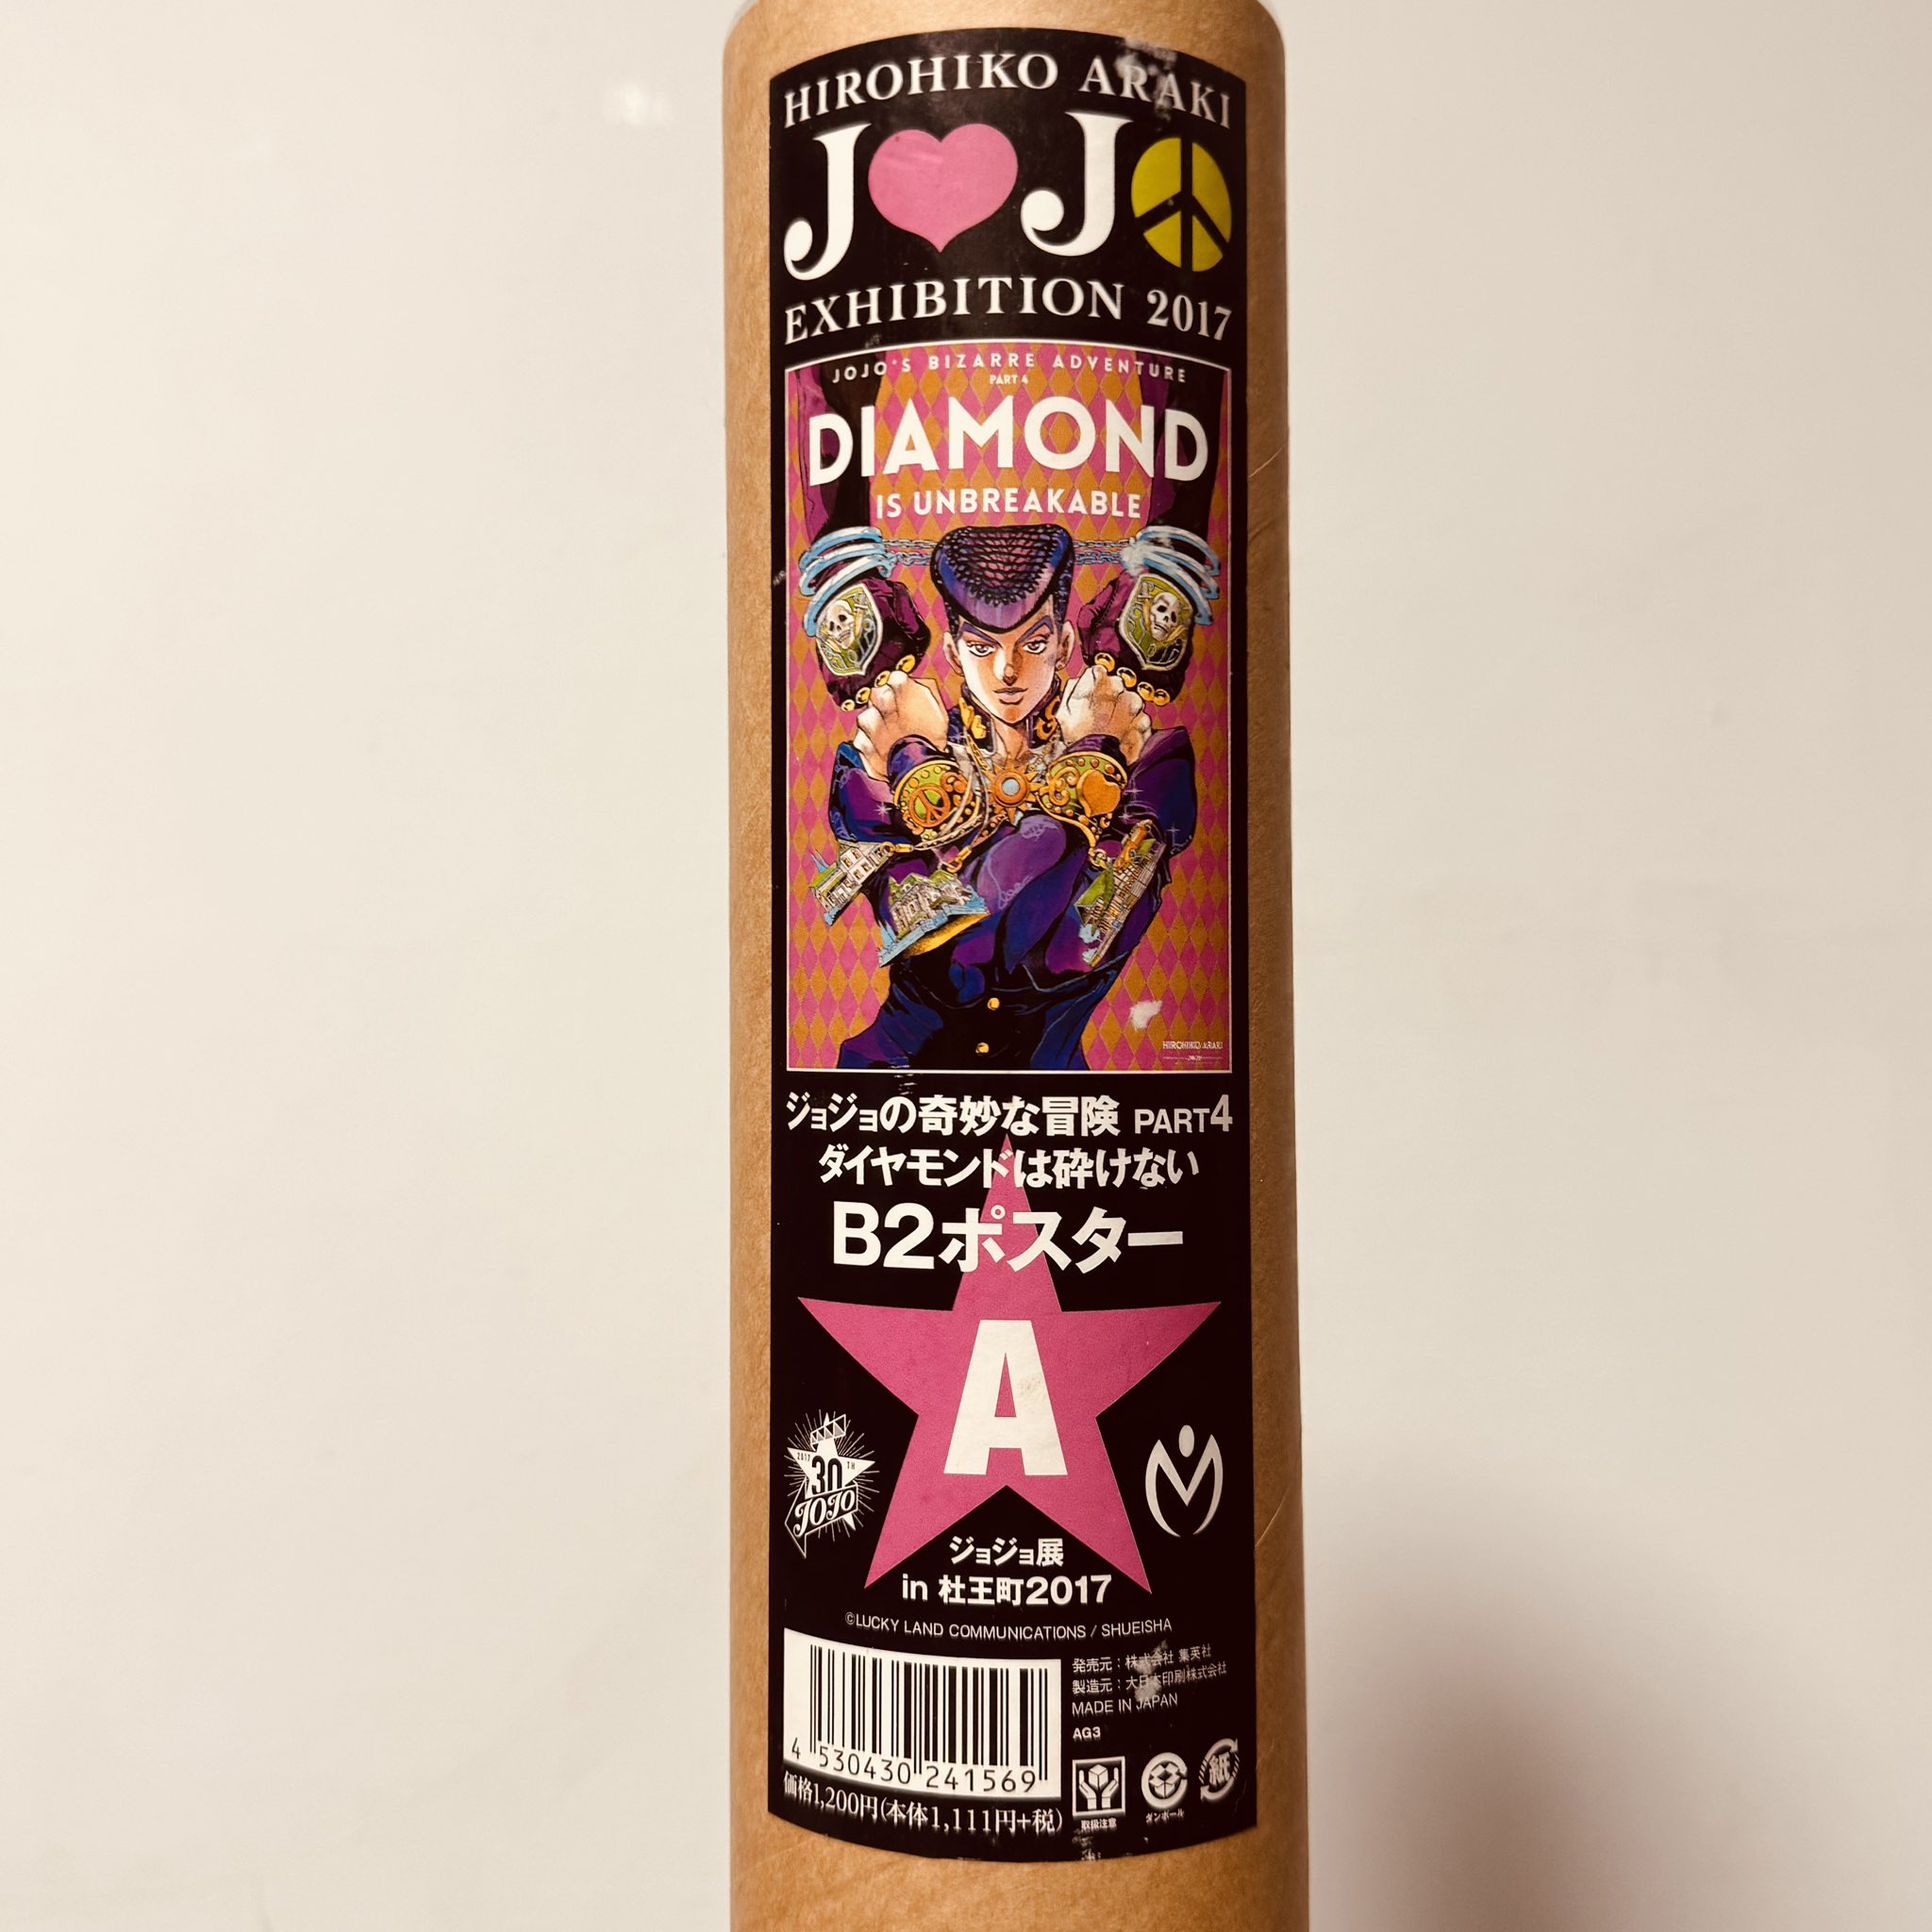 HIROHIKO ARAKI
JOJO
EXHIBITION 2017
JOJO'S BIZARRE ADVENTURE
PART 4
DIAMOND
IS UNBREAKABLE
HIROHIKO ARAKI
ジョジョの奇妙な冒険 PART4
ダイヤモンドは砕けない
B2ポスター
A
2017 30TH
JOJO
ジョジョ展
in 杜王町2017
©LUCKY LAND COMMUNICATIONS / SHUEISHA
発売元：株式会社 集英社
製造元：大日本印刷株式会社
MADE IN JAPAN
AG3
4 530430 241569
価格1,200円(本体1,111円+税)
取扱注意
ダンボール
紙